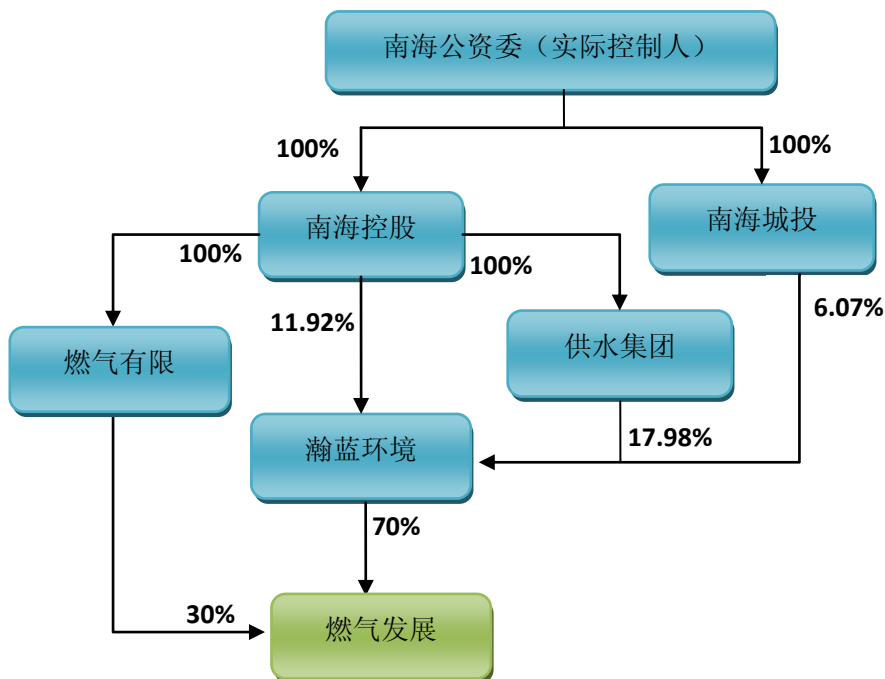 南海公资委（实际控制人）
100%
100%
南海控股
南海城投
100%
100%
11.92%
6.07%
燃气有限
供水集团
17.98%
瀚蓝环境
70%
30%
燃气发展